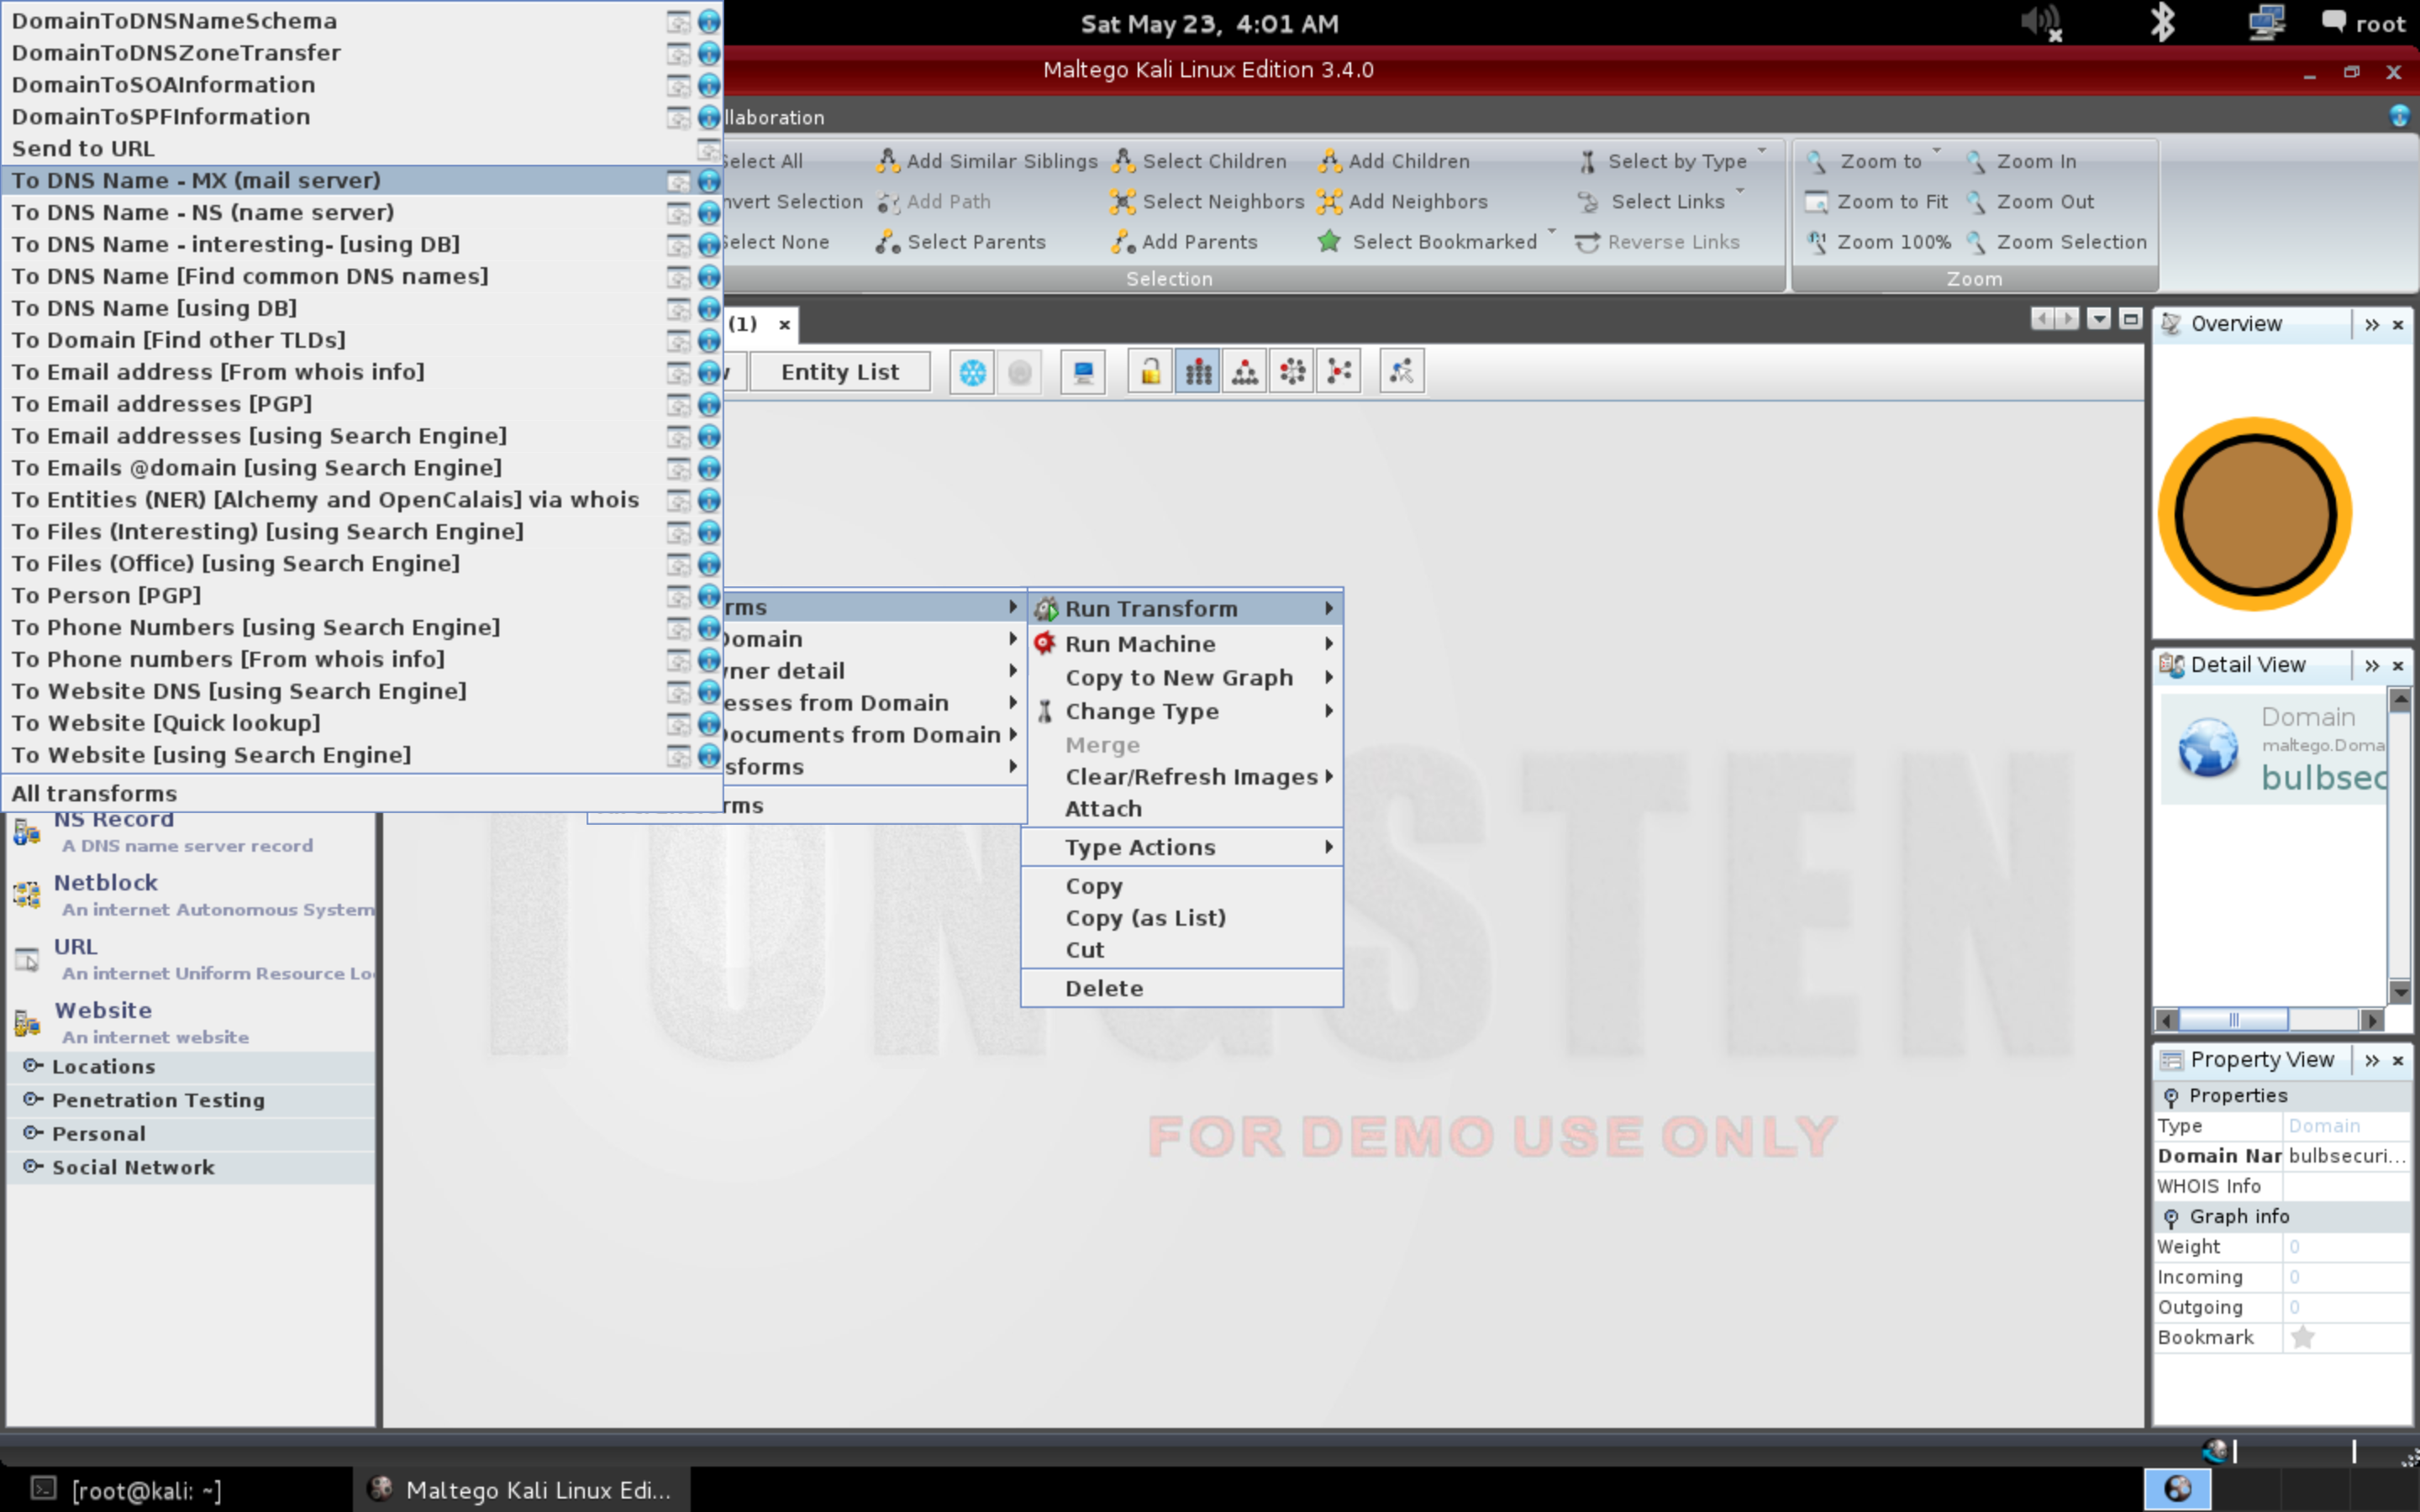 DomainToDNSNameSchema
DomainToDNSZoneTransfer
DomainToSOAInformation
DomainToSPFInformation
Send to URL
To DNS Name - MX (mail server)
To DNS Name - NS (name server)
To DNS Name - interesting- [using DB]
To DNS Name [Find common DNS names]
To DNS Name [using DB]
To Domain [Find other TLDs]
To Email address [From whois info]
To Email addresses [PGP]
To Email addresses [using Search Engine]
To Emails @domain [using Search Engine]
To Entities (NER) [Alchemy and OpenCalais] via whois
To Files (Interesting) [using Search Engine]
To Files (Office) [using Search Engine]
To Person [PGP]
To Phone Numbers [using Search Engine]
To Phone numbers [From whois info]
To Website DNS [using Search Engine]
To Website [Quick lookup]
To Website [using Search Engine]
All transforms
Sat May 23, 4:01 AM
root
Maltego Kali Linux Edition 3.4.0
llaboration
Select All
Add Similar Siblings
Select Children
Add Children
Select by Type
Zoom to
Zoom In
nvert Selection
Add Path
Select Neighbors
Add Neighbors
Select Links
Zoom to Fit
Zoom Out
Select None
Select Parents
Add Parents
Select Bookmarked
Reverse Links
Zoom 100%
Zoom Selection
Selection
Zoom
(1)
Entity List
rms
Domain
ner detail
esses from Domain
Documents from Domain
sforms
rms
Run Transform
Run Machine
Copy to New Graph
Change Type
Merge
Clear/Refresh Images
Attach
Type Actions
Copy
Copy (as List)
Cut
Delete
NS Record
A DNS name server record
Netblock
An internet Autonomous System
URL
An internet Uniform Resource Lo
Website
An internet website
Locations
Penetration Testing
Personal
Social Network
TUNGSTEN
FOR DEMO USE ONLY
Overview
Detail View
Domain
maltego.Doma
bulbsec
Property View
Properties
Type Domain
Domain Nar bulbsecuri...
WHOIS Info
Graph info
Weight 0
Incoming 0
Outgoing 0
Bookmark
[root@kali: ~]
Maltego Kali Linux Edi...